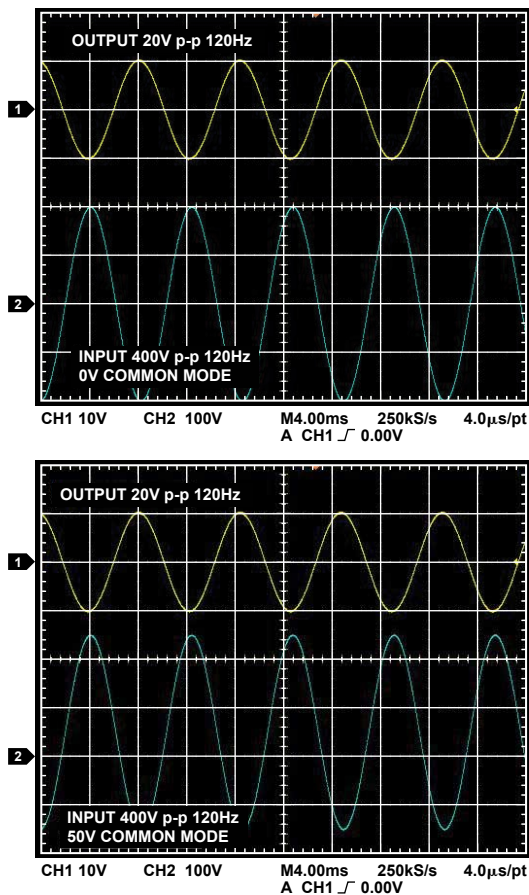 OUTPUT 20V p-p 120Hz
1
2
INPUT 400V p-p 120Hz
0V COMMON MODE
CH1 10V CH2 100V M4.00ms 250kS/s 4.0µs/pt
A CH1 ⎍ 0.00V
OUTPUT 20V p-p 120Hz
1
2
INPUT 400V p-p 120Hz
50V COMMON MODE
CH1 10V CH2 100V M4.00ms 250kS/s 4.0µs/pt
A CH1 ⎍ 0.00V